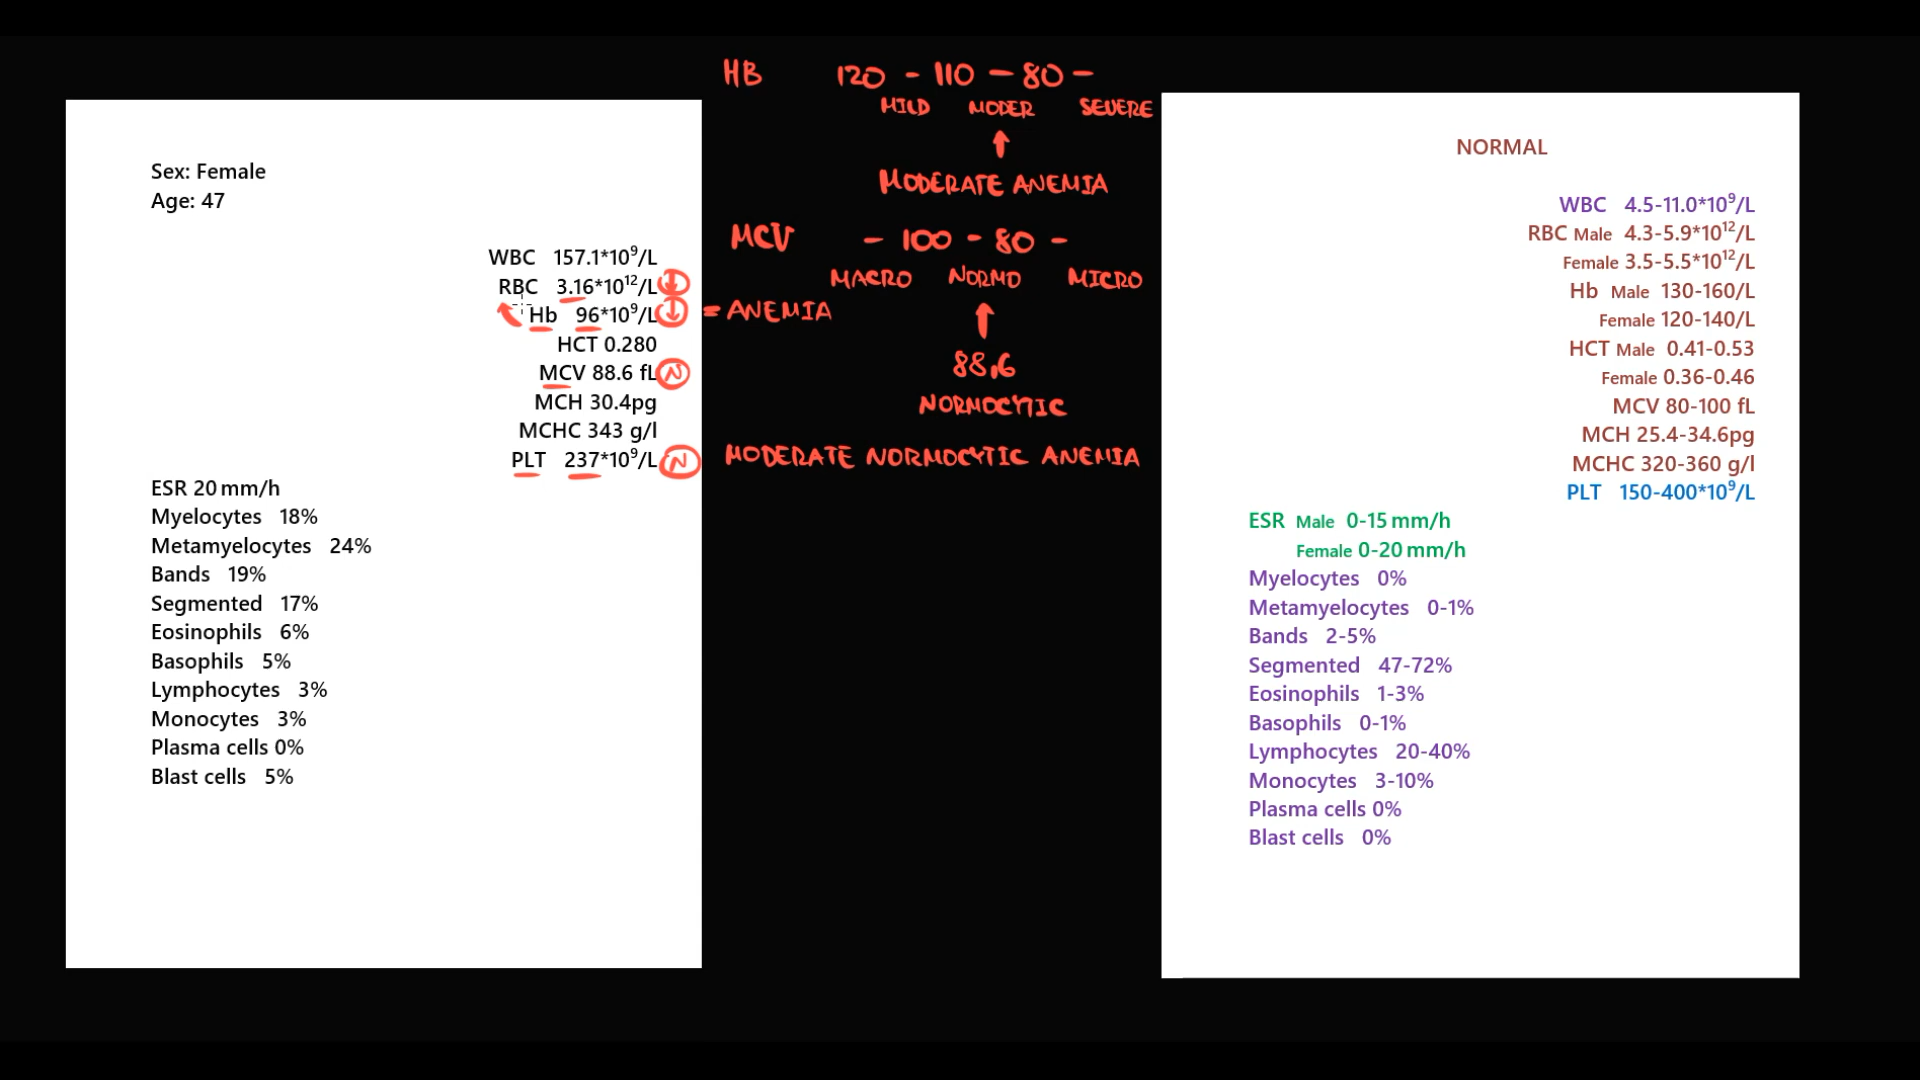 Sex: Female
Age: 47
WBC 157.1*10⁹/L
RBC 3.16*10¹²/L
Hb 96*10⁹/L
HCT 0.280
MCV 88.6 fL N
MCH 30.4pg
MCHC 343 g/l
PLT 237*10⁹/L N
ESR 20 mm/h
Myelocytes 18%
Metamyelocytes 24%
Bands 19%
Segmented 17%
Eosinophils 6%
Basophils 5%
Lymphocytes 3%
Monocytes 3%
Plasma cells 0%
Blast cells 5%
HB 120 - 110 - 80 -
MILD MODER SEVERE
MODERATE ANEMIA
MCV - 100 - 80 -
MACRO NORMO MICRO
= ANEMIA
88,6
NORMOCYTIC
MODERATE NORMOCYTIC ANEMIA
NORMAL
WBC 4.5-11.0*10⁹/L
RBC Male 4.3-5.9*10¹²/L
Female 3.5-5.5*10¹²/L
Hb Male 130-160/L
Female 120-140/L
HCT Male 0.41-0.53
Female 0.36-0.46
MCV 80-100 fL
MCH 25.4-34.6pg
MCHC 320-360 g/l
PLT 150-400*10⁹/L
ESR Male 0-15 mm/h
Female 0-20 mm/h
Myelocytes 0%
Metamyelocytes 0-1%
Bands 2-5%
Segmented 47-72%
Eosinophils 1-3%
Basophils 0-1%
Lymphocytes 20-40%
Monocytes 3-10%
Plasma cells 0%
Blast cells 0%